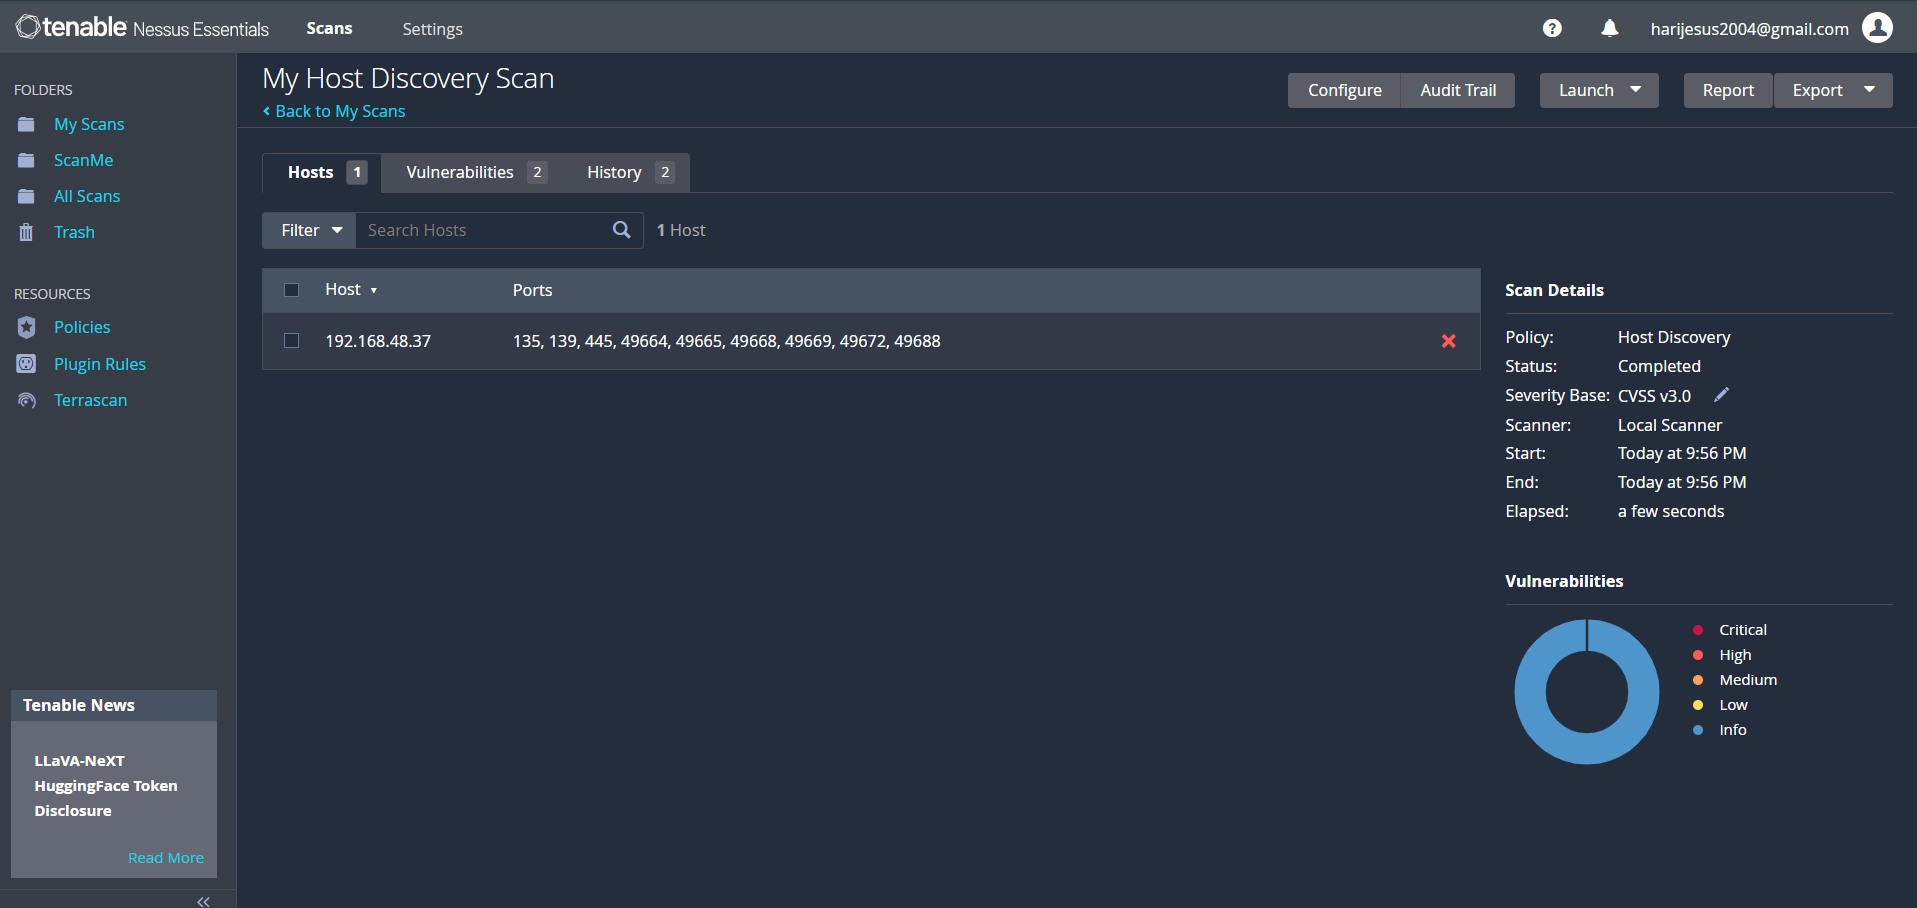 tenable Nessus Essentials Scans Settings harijesus2004@gmail.com
FOLDERS
My Scans
ScanMe
All Scans
Trash
RESOURCES
Policies
Plugin Rules
Terrascan
Tenable News
LLaVA-NeXT
HuggingFace Token
Disclosure
Read More
My Host Discovery Scan
Back to My Scans
Configure Audit Trail Launch Report Export
Hosts 1 Vulnerabilities 2 History 2
Filter Search Hosts 1 Host
Host Ports
192.168.48.37 135, 139, 445, 49664, 49665, 49668, 49669, 49672, 49688
Scan Details
Policy: Host Discovery
Status: Completed
Severity Base: CVSS v3.0
Scanner: Local Scanner
Start: Today at 9:56 PM
End: Today at 9:56 PM
Elapsed: a few seconds
Vulnerabilities
Critical
High
Medium
Low
Info